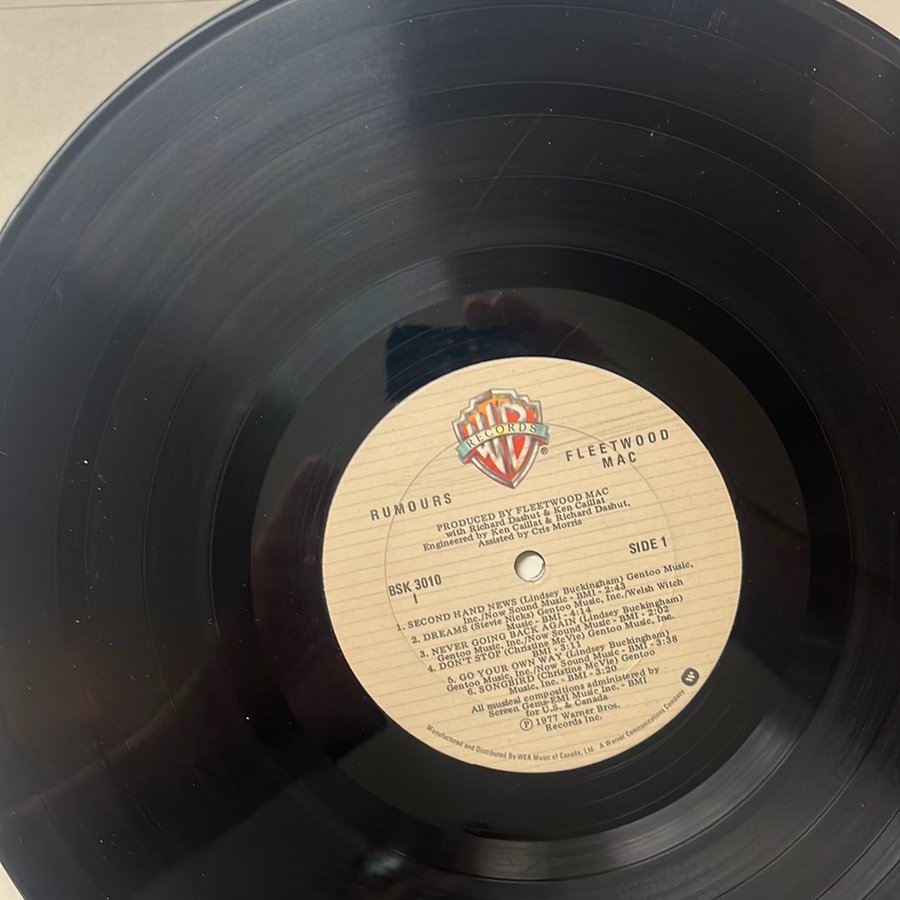 WB
RECORDS
®
RUMOURS
FLEETWOOD
MAC
PRODUCED BY FLEETWOOD MAC
with Richard Dashut & Ken Caillat
Engineered by Ken Caillat & Richard Dashut,
Assisted by Cris Morris
BSK 3010
1
SIDE 1
1. SECOND HAND NEWS (Lindsey Buckingham) Gentoo Music,
Inc./Now Sound Music - BMI - 2:43
2. DREAMS (Stevie Nicks) Gentoo Music, Inc./Welsh Witch
Music - BMI - 4:14
3. NEVER GOING BACK AGAIN (Lindsey Buckingham)
Gentoo Music, Inc./Now Sound Music - BMI - 2:02
4. DON'T STOP (Christine McVie) Gentoo Music, Inc.
BMI - 3:11
5. GO YOUR OWN WAY (Lindsey Buckingham)
Gentoo Music, Inc./Now Sound Music - BMI - 3:38
6. SONGBIRD (Christine McVie) Gentoo
Music, Inc. - BMI - 3:20
All musical compositions administered by
Screen Gems-EMI Music Inc. - BMI
for U.S. & Canada
Ⓟ 1977 Warner Bros.
Records Inc.
Manufactured and Distributed By WEA Music of Canada, Ltd. A Warner Communications Company